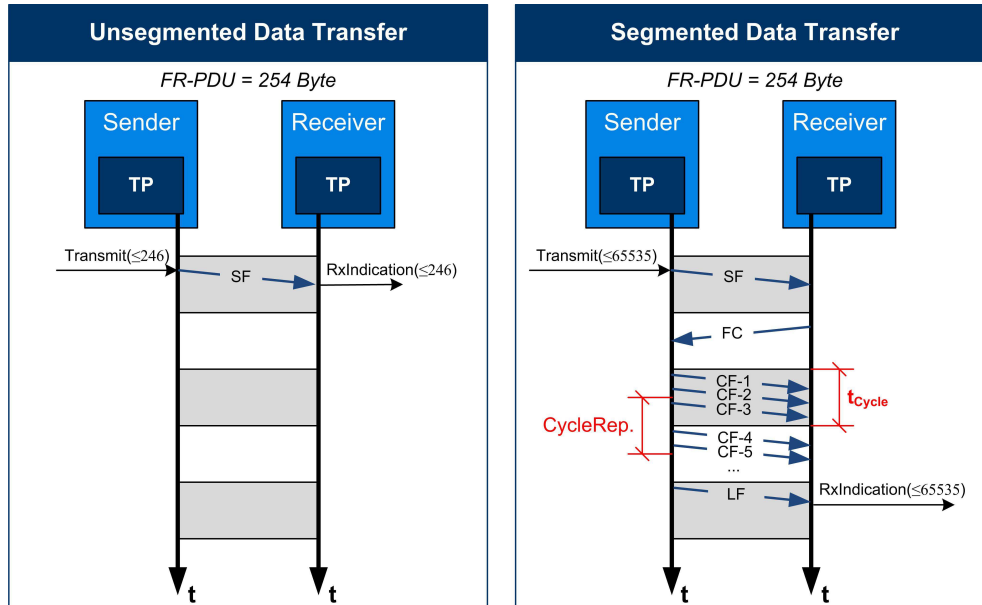 Unsegmented Data Transfer
FR-PDU = 254 Byte
Sender
Receiver
TP
TP
Transmit(≤246)
SF
RxIndication(≤246)
t
t
Segmented Data Transfer
FR-PDU = 254 Byte
Sender
Receiver
TP
TP
Transmit(≤65535)
SF
FC
CF-1
CF-2
CF-3
tCycle
CycleRep.
CF-4
CF-5
...
LF
RxIndication(≤65535)
t
t